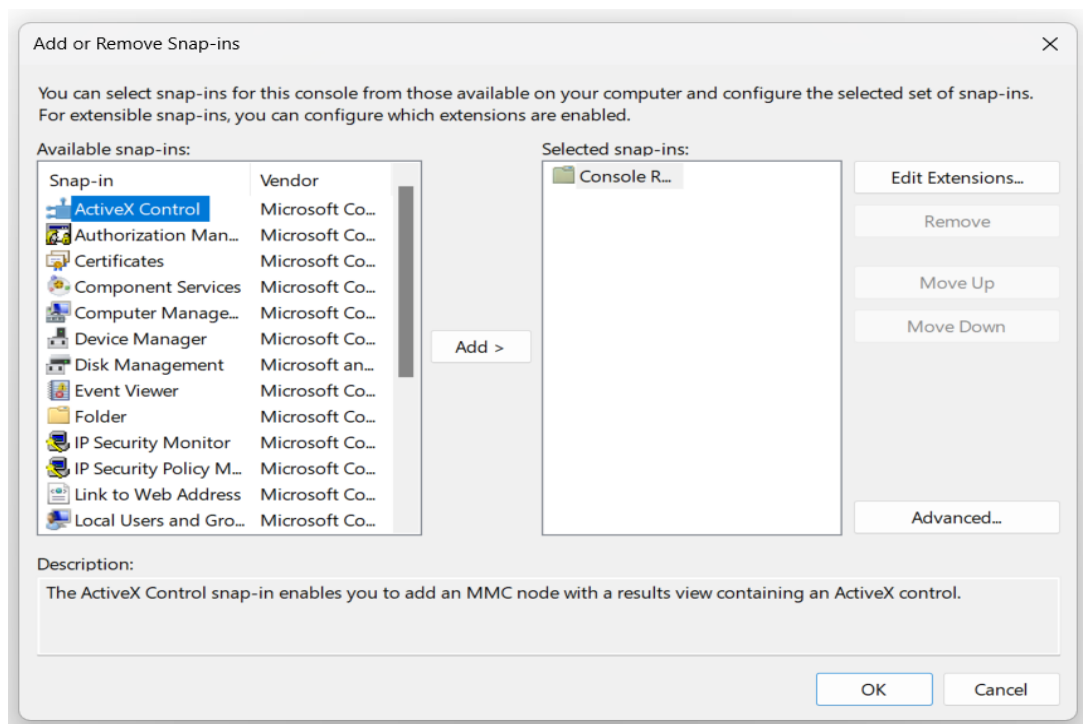 Add or Remove Snap-ins
You can select snap-ins for this console from those available on your computer and configure the selected set of snap-ins.
For extensible snap-ins, you can configure which extensions are enabled.
Available snap-ins:
Selected snap-ins:
Snap-in Vendor
ActiveX Control Microsoft Co...
Authorization Man... Microsoft Co...
Certificates Microsoft Co...
Component Services Microsoft Co...
Computer Manage... Microsoft Co...
Device Manager Microsoft Co...
Disk Management Microsoft an...
Event Viewer Microsoft Co...
Folder Microsoft Co...
IP Security Monitor Microsoft Co...
IP Security Policy M... Microsoft Co...
Link to Web Address Microsoft Co...
Local Users and Gro... Microsoft Co...
Add >
Console R...
Edit Extensions...
Remove
Move Up
Move Down
Advanced...
Description:
The ActiveX Control snap-in enables you to add an MMC node with a results view containing an ActiveX control.
OK
Cancel